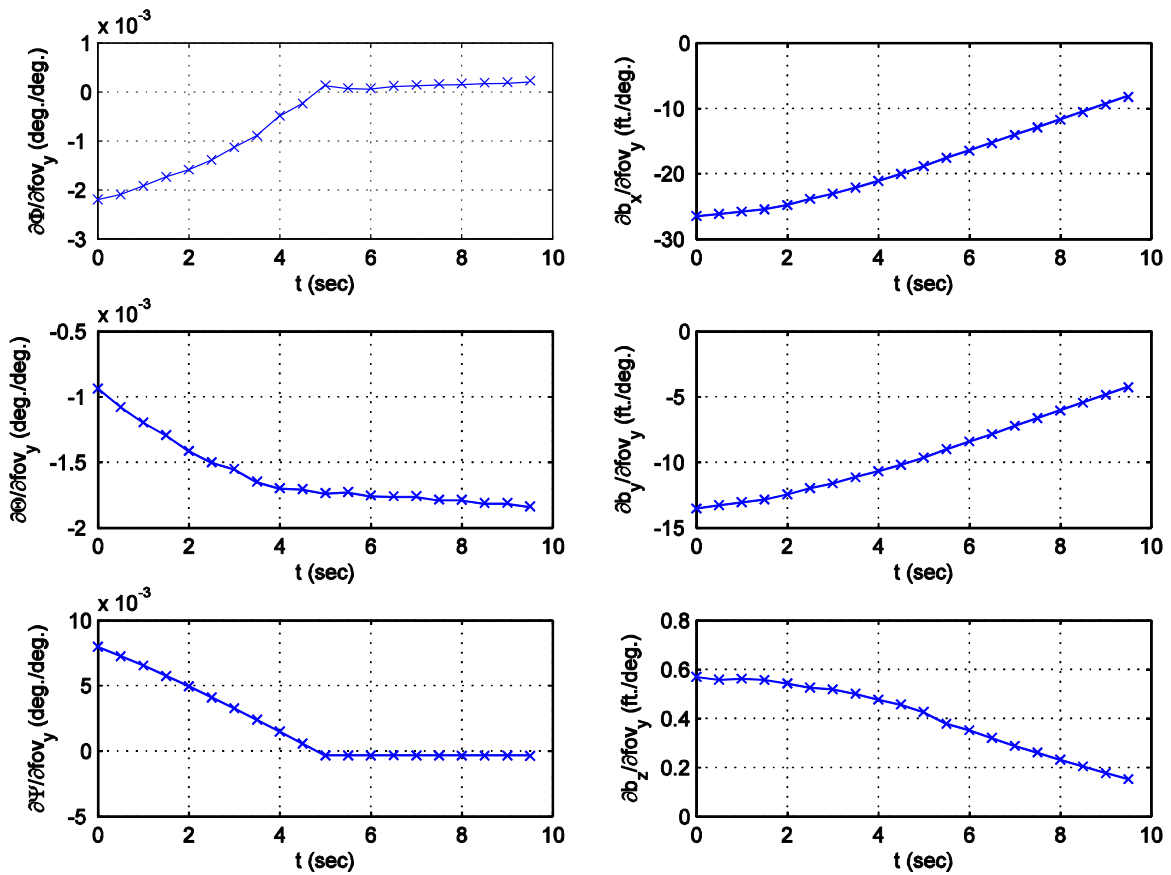 x 10^-3
∂Φ/∂fov_y (deg./deg.)
1
0
-1
-2
-3
0 2 4 6 8 10
t (sec)
∂b_x/∂fov_y (ft./deg.)
0
-10
-20
-30
0 2 4 6 8 10
t (sec)
x 10^-3
∂Θ/∂fov_y (deg./deg.)
-0.5
-1
-1.5
-2
0 2 4 6 8 10
t (sec)
∂b_y/∂fov_y (ft./deg.)
0
-5
-10
-15
0 2 4 6 8 10
t (sec)
x 10^-3
∂Ψ/∂fov_y (deg./deg.)
10
5
0
-5
0 2 4 6 8 10
t (sec)
∂b_z/∂fov_y (ft./deg.)
0.8
0.6
0.4
0.2
0
0 2 4 6 8 10
t (sec)